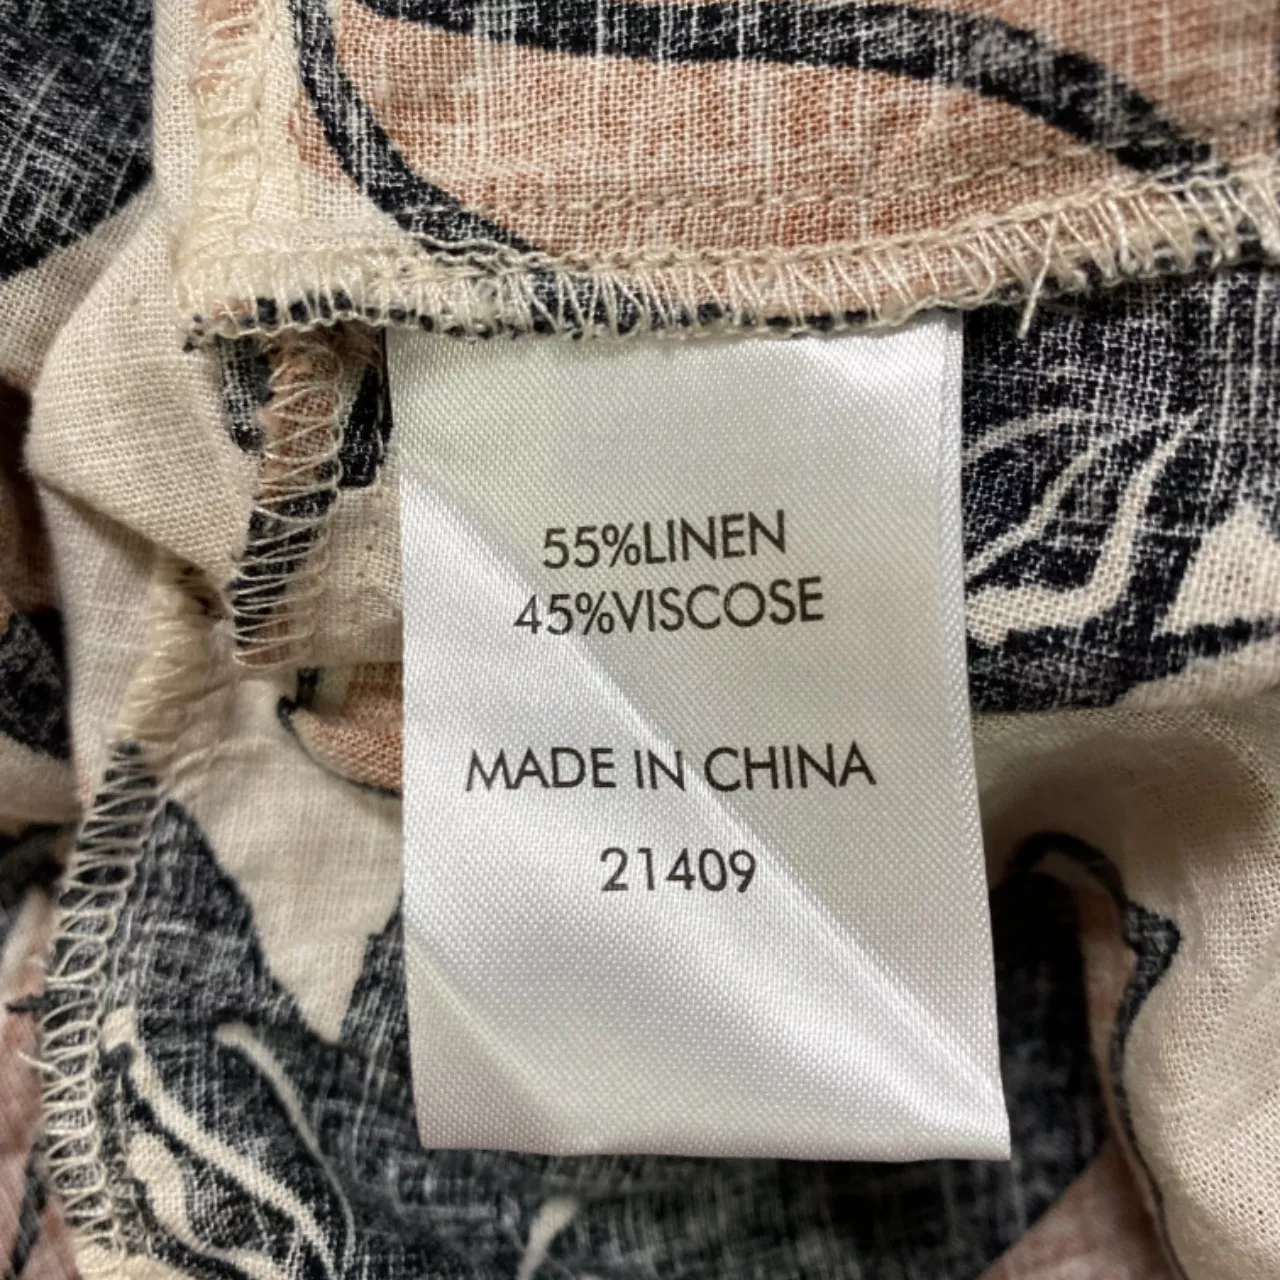 55%LINEN
45%VISCOSE
MADE IN CHINA
21409